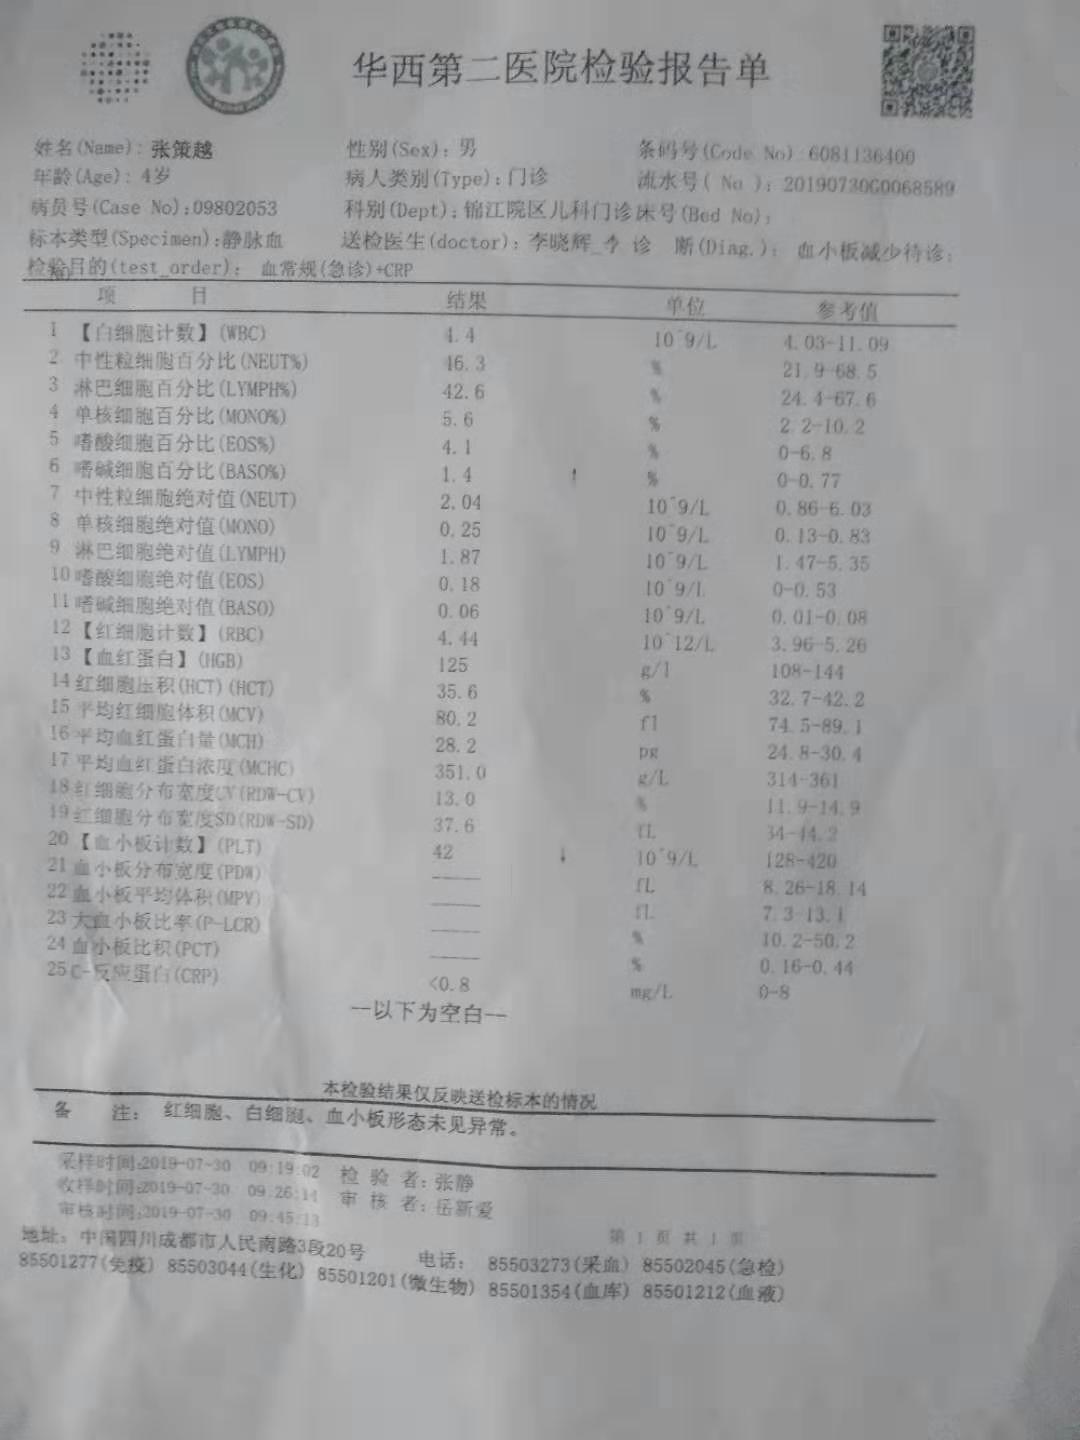 华西第二医院检验报告单
姓名(Name): 张策越 性别(Sex): 男 条码号(Code No) 6081136400
年龄(Age): 4岁 病人类别(Type): 门诊 流水号( No ): 20190730G0068589
病员号(Case No):09802053 科别(Dept): 锦江院区儿科门诊 床号(Bed No):
标本类型(Specimen):静脉血 送检医生(doctor): 李晓辉_李 诊 断(Diag.): 血小板减少待诊;
检验目的(test_order): 血常规(急诊)+CRP
项 目 结果 单位 参考值
1 【白细胞计数】(WBC) 4.4 10^9/L 4.03-11.09
2 中性粒细胞百分比(NEUT%) 46.3 % 21.9-68.5
3 淋巴细胞百分比(LYMPH%) 42.6 % 24.4-67.6
4 单核细胞百分比(MONO%) 5.6 % 2.2-10.2
5 嗜酸细胞百分比(EOS%) 4.1 % 0-6.8
6 嗜碱细胞百分比(BASO%) 1.4 ↑ % 0-0.77
7 中性粒细胞绝对值(NEUT) 2.04 10^9/L 0.86-6.03
8 单核细胞绝对值(MONO) 0.25 10^9/L 0.13-0.83
9 淋巴细胞绝对值(LYMPH) 1.87 10^9/L 1.47-5.35
10 嗜酸细胞绝对值(EOS) 0.18 10^9/L 0-0.53
11 嗜碱细胞绝对值(BASO) 0.06 10^9/L 0.01-0.08
12 【红细胞计数】(RBC) 4.44 10^12/L 3.96-5.26
13 【血红蛋白】(HGB) 125 g/l 108-144
14 红细胞压积(HCT)(HCT) 35.6 % 32.7-42.2
15 平均红细胞体积(MCV) 80.2 fl 74.5-89.1
16 平均血红蛋白量(MCH) 28.2 pg 24.8-30.4
17 平均血红蛋白浓度(MCHC) 351.0 g/L 314-361
18 红细胞分布宽度CV(RDW-CV) 13.0 % 11.9-14.9
19 红细胞分布宽度SD(RDW-SD) 37.6 fL 34-44.2
20 【血小板计数】(PLT) 42 ↓ 10^9/L 128-420
21 血小板分布宽度(PDW) ---- fL 8.26-18.14
22 血小板平均体积(MPV) ---- fL 7.3-13.1
23 大血小板比率(P-LCR) ---- % 10.2-50.2
24 血小板比积(PCT) ---- % 0.16-0.44
25 C-反应蛋白(CRP) <0.8 mg/L 0-8
--以下为空白--
本检验结果仅反映送检标本的情况
备 注: 红细胞、白细胞、血小板形态未见异常。
采样时间:2019-07-30 09:19:02 检 验 者: 张静
收样时间:2019-07-30 09:26:14 审 核 者: 岳新爱
审核时间:2019-07-30 09:45:13
第 1 页 共 1 页
地址: 中国四川成都市人民南路3段20号 电话: 85503273(采血) 85502045(急检)
85501277(免疫) 85503044(生化) 85501201(微生物) 85501354(血库) 85501212(血液)